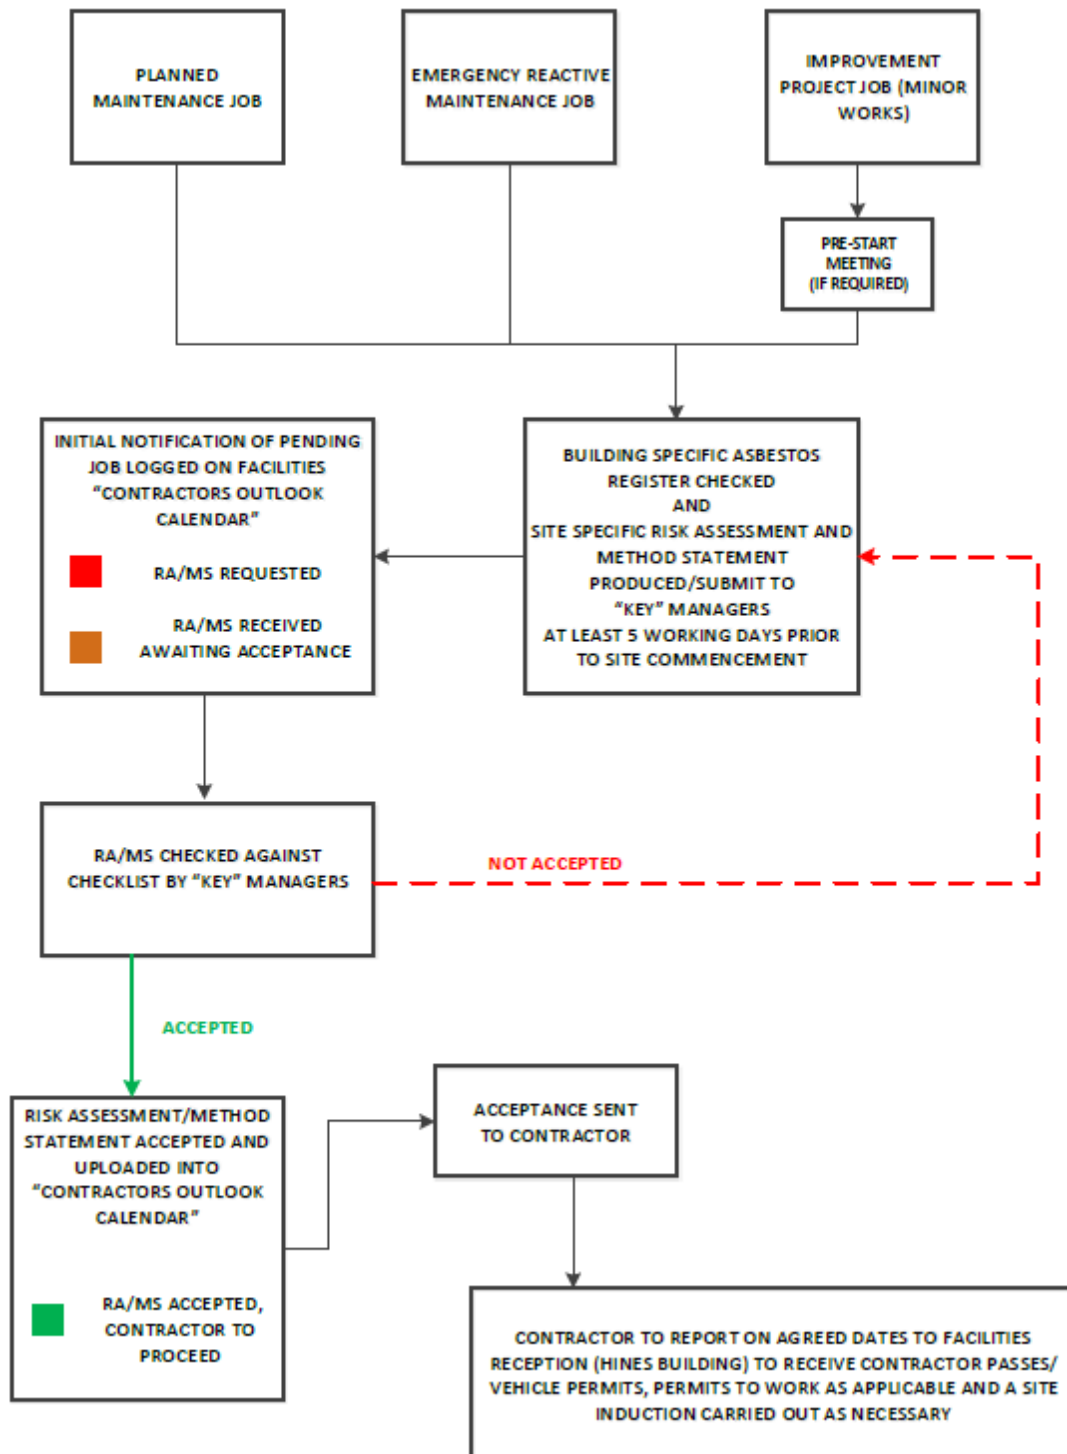 PLANNED
MAINTENANCE JOB
EMERGENCY REACTIVE
MAINTENANCE JOB
IMPROVEMENT
PROJECT JOB (MINOR
WORKS)
PRE-START
MEETING
(IF REQUIRED)
INITIAL NOTIFICATION OF PENDING
JOB LOGGED ON FACILITIES
“CONTRACTORS OUTLOOK
CALENDAR”
RA/MS REQUESTED
RA/MS RECEIVED
AWAITING ACCEPTANCE
BUILDING SPECIFIC ASBESTOS
REGISTER CHECKED
AND
SITE SPECIFIC RISK ASSESSMENT AND
METHOD STATEMENT
PRODUCED/SUBMIT TO
“KEY” MANAGERS
AT LEAST 5 WORKING DAYS PRIOR
TO SITE COMMENCEMENT
RA/MS CHECKED AGAINST
CHECKLIST BY “KEY” MANAGERS
NOT ACCEPTED
ACCEPTED
RISK ASSESSMENT/METHOD
STATEMENT ACCEPTED AND
UPLOADED INTO
“CONTRACTORS OUTLOOK
CALENDAR”
RA/MS ACCEPTED,
CONTRACTOR TO
PROCEED
ACCEPTANCE SENT
TO CONTRACTOR
CONTRACTOR TO REPORT ON AGREED DATES TO FACILITIES
RECEPTION (HINES BUILDING) TO RECEIVE CONTRACTOR PASSES/
VEHICLE PERMITS, PERMITS TO WORK AS APPLICABLE AND A SITE
INDUCTION CARRIED OUT AS NECESSARY